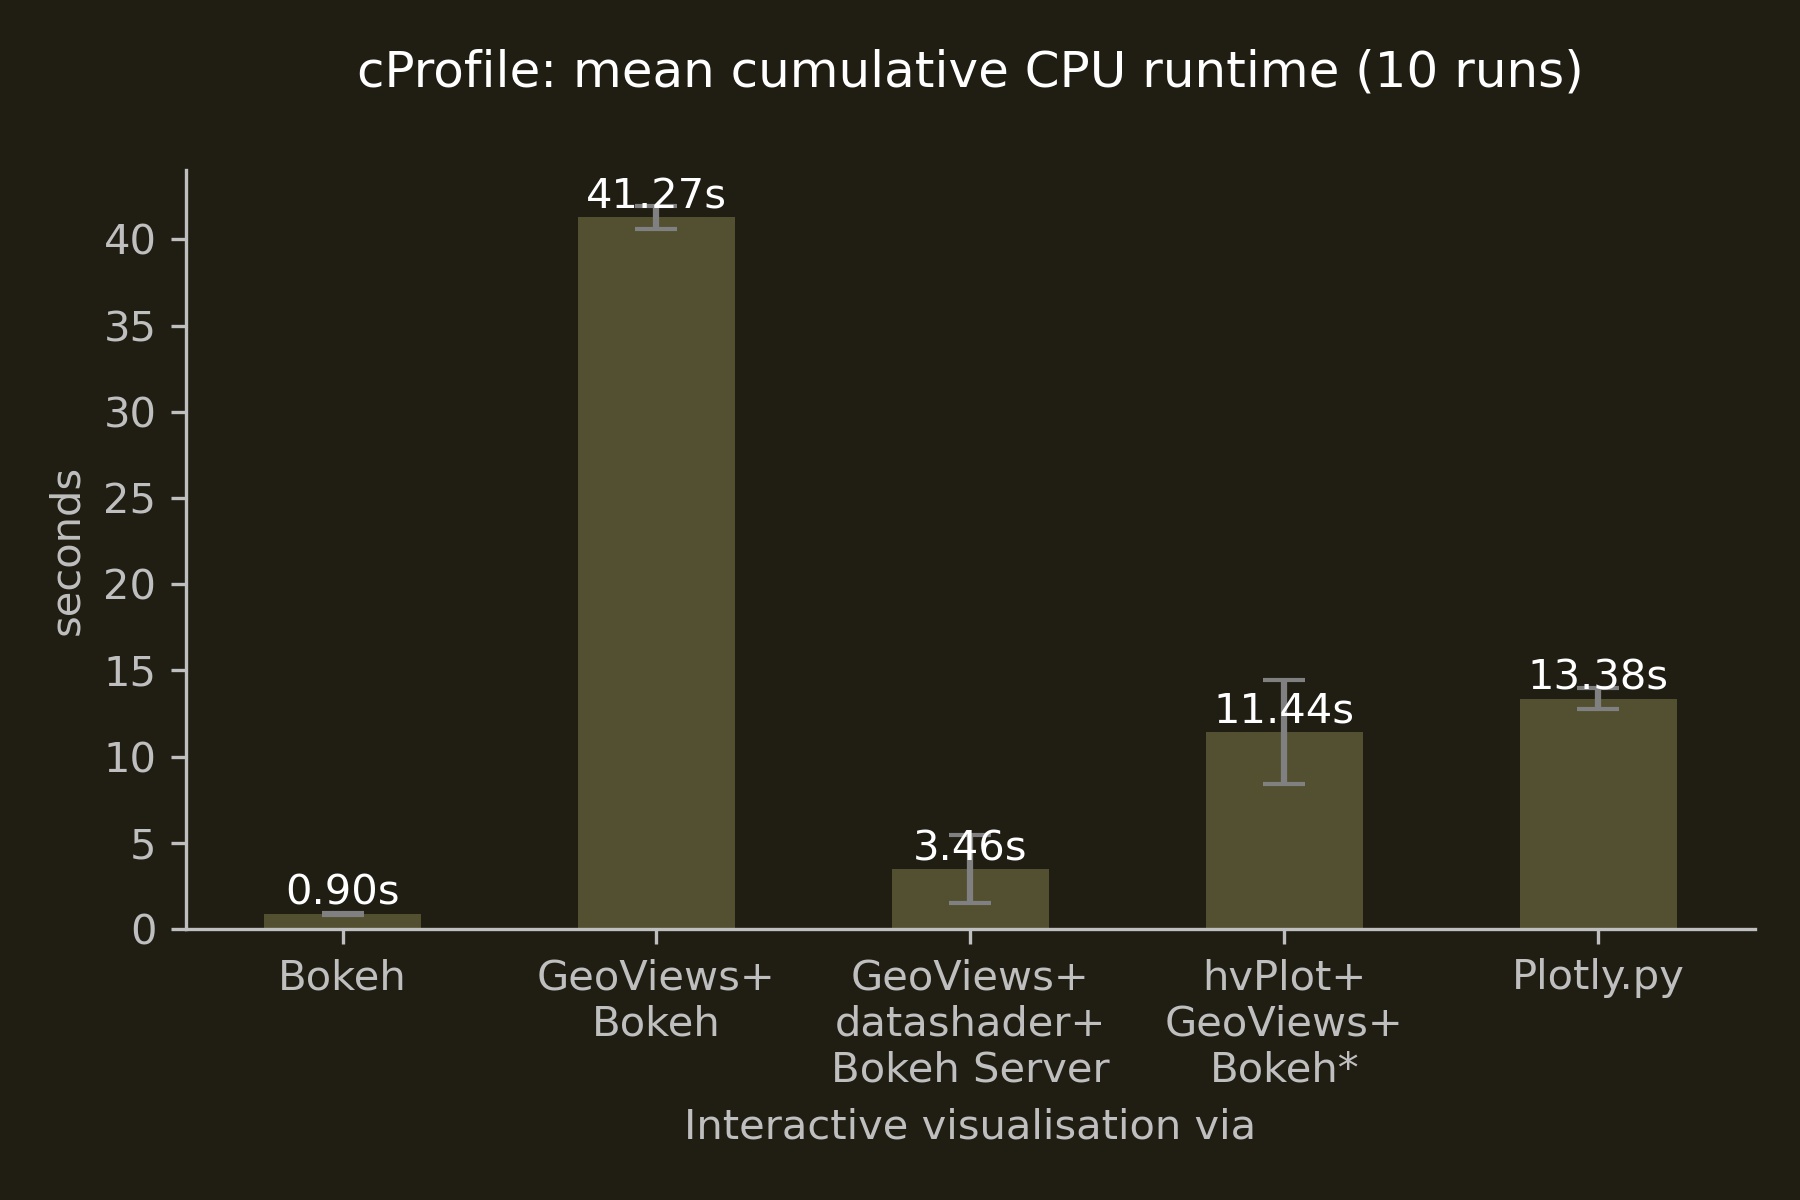 cProfile: mean cumulative CPU runtime (10 runs)
seconds
40
35
30
25
20
15
10
5
0
0.90s
41.27s
3.46s
11.44s
13.38s
Bokeh
GeoViews+
Bokeh
GeoViews+
datashader+
Bokeh Server
hvPlot+
GeoViews+
Bokeh*
Plotly.py
Interactive visualisation via